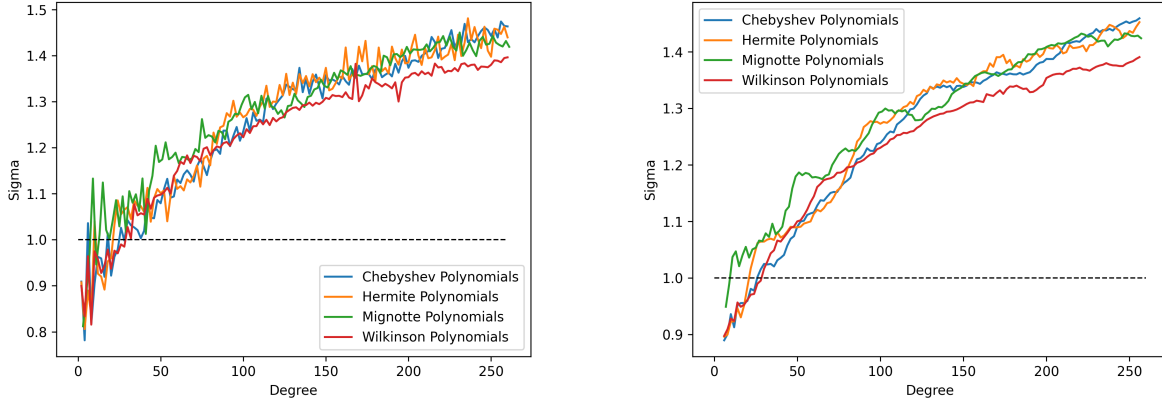 1.5
1.4
1.3
1.2
1.1
1.0
0.9
0.8
Sigma
0
50
100
150
200
250
Degree
Chebyshev Polynomials
Hermite Polynomials
Mignotte Polynomials
Wilkinson Polynomials
1.4
1.3
1.2
1.1
1.0
0.9
Sigma
0
50
100
150
200
250
Degree
Chebyshev Polynomials
Hermite Polynomials
Mignotte Polynomials
Wilkinson Polynomials